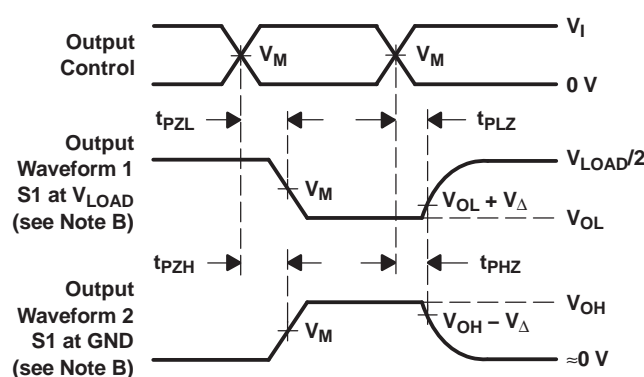 Output
Control
V_M
V_M
V_I
0 V
t_PZL
t_PLZ
Output
Waveform 1
S1 at V_LOAD
(see Note B)
V_M
V_LOAD/2
V_OL + V_Δ
V_OL
t_PZH
t_PHZ
Output
Waveform 2
S1 at GND
(see Note B)
V_M
V_OH
V_OH – V_Δ
≈0 V